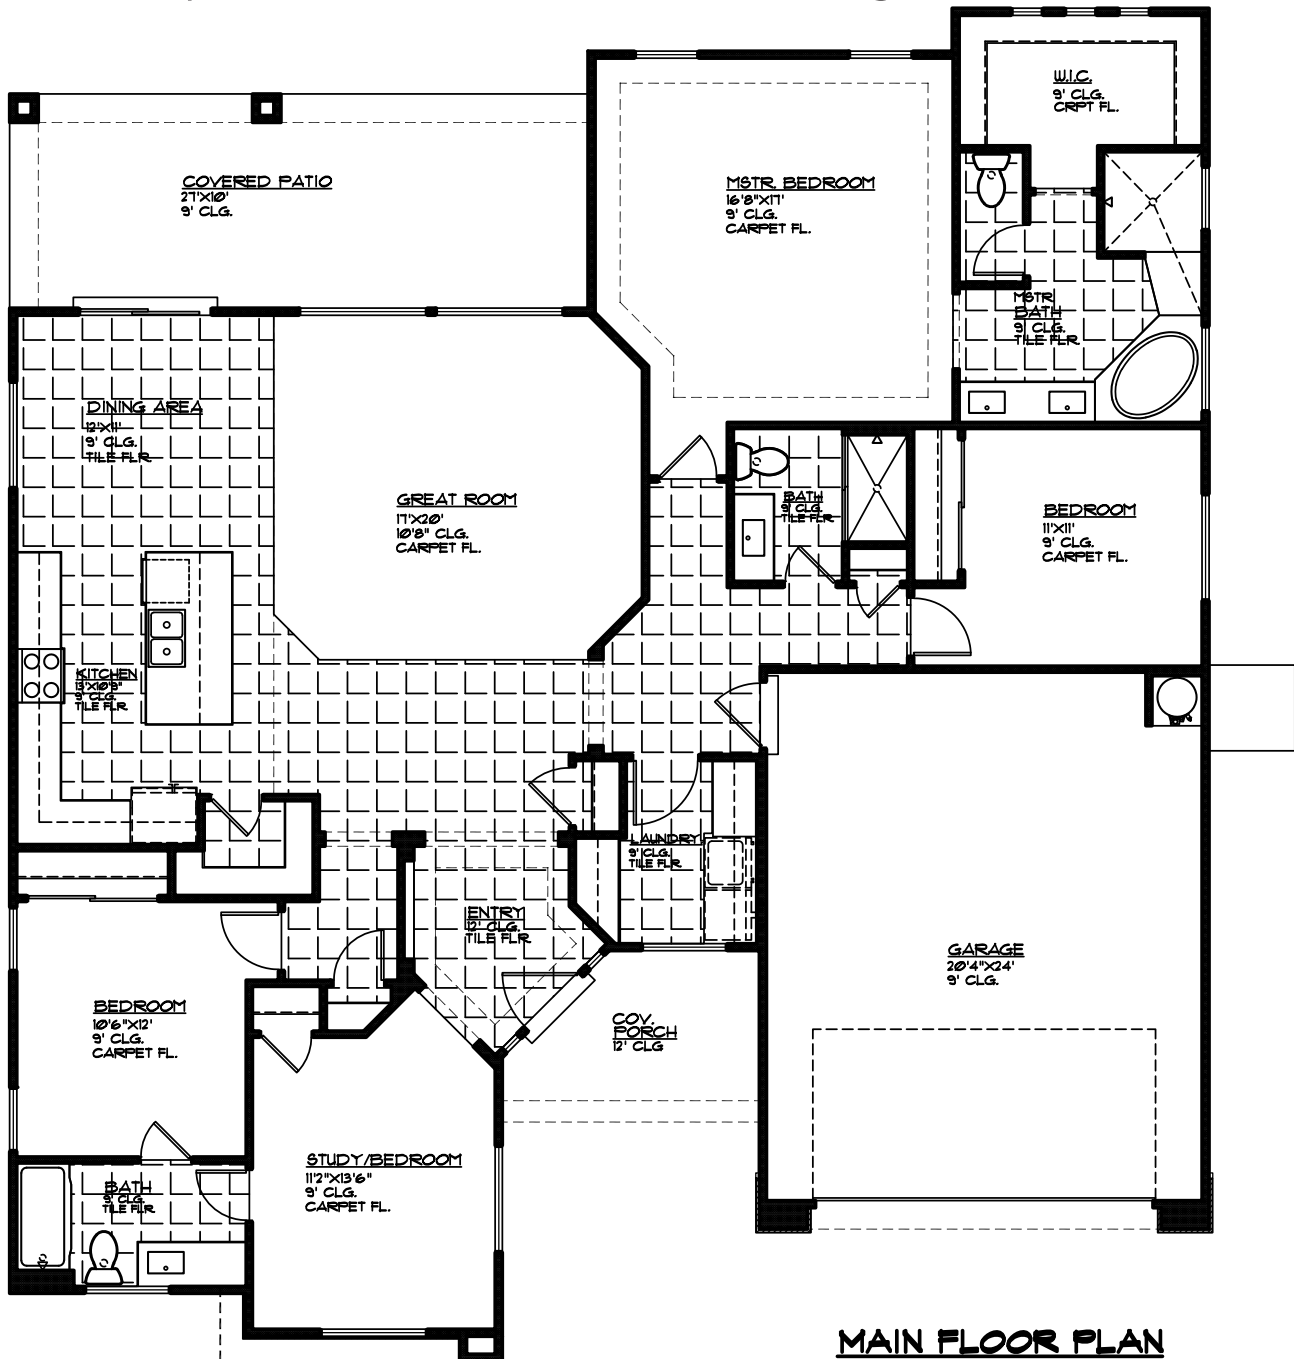 W.I.C.
9' CLG.
CRPT FL.
COVERED PATIO
27'X10'
9' CLG.
MSTR. BEDROOM
16'8"X17'
9' CLG.
CARPET FL.
MSTR.
BATH
9' CLG.
TILE FLR.
DINING AREA
12'X11'
9' CLG.
TILE FLR.
GREAT ROOM
17'X20'
10'8" CLG.
CARPET FL.
BATH
9' CLG.
TILE FLR.
BEDROOM
11'X11'
9' CLG.
CARPET FL.
KITCHEN
9' CLG.
TILE FLR.
LAUNDRY
9' CLG.
TILE FLR.
ENTRY
12' CLG.
TILE FLR.
GARAGE
20'4"X24'
9' CLG.
BEDROOM
10'6"X12'
9' CLG.
CARPET FL.
COV.
PORCH
12' CLG
STUDY/BEDROOM
11'2"X13'6"
9' CLG.
CARPET FL.
BATH
9' CLG.
TILE FLR.
MAIN FLOOR PLAN